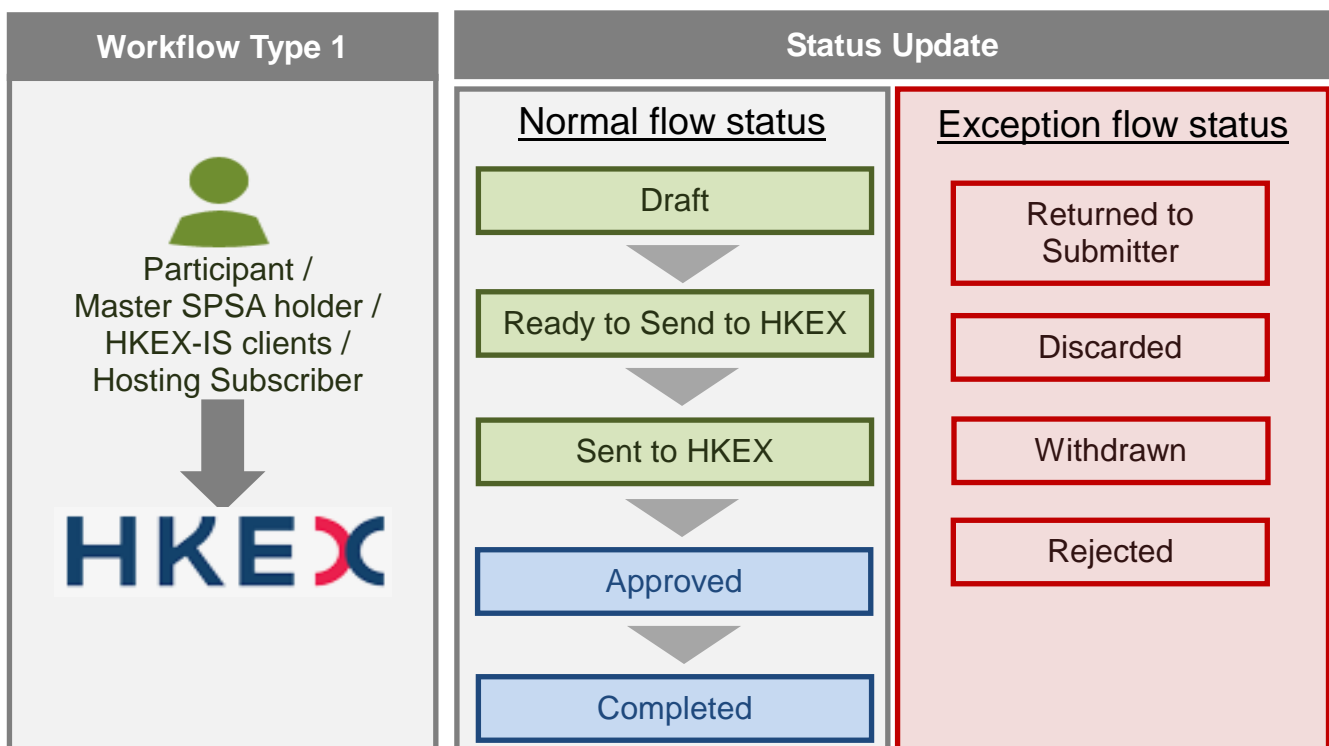 Workflow Type 1
Participant /
Master SPSA holder /
HKEX-IS clients /
Hosting Subscriber
HKEX
Status Update
Normal flow status
Draft
Ready to Send to HKEX
Sent to HKEX
Approved
Completed
Exception flow status
Returned to
Submitter
Discarded
Withdrawn
Rejected